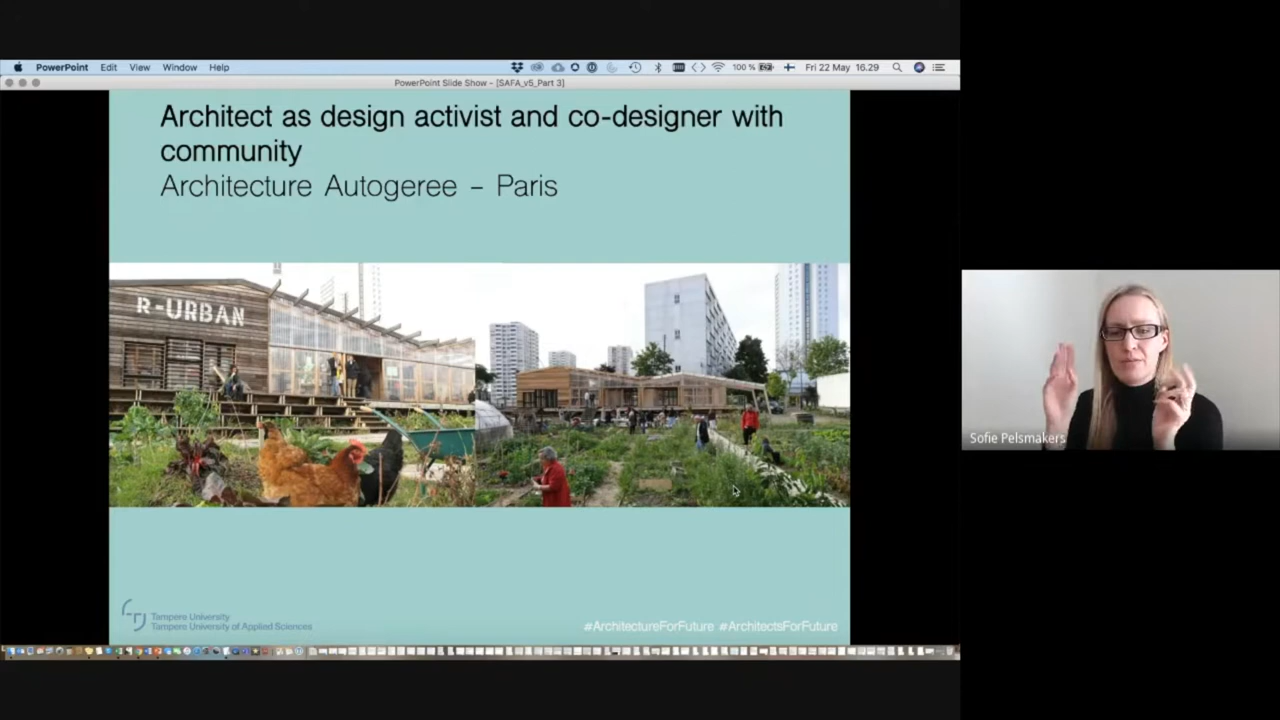 PowerPoint Edit View Window Help 100 % Fri 22 May 16.29
PowerPoint Slide Show - [SAFA_v5_Part 3]
Architect as design activist and co-designer with
community
Architecture Autogeree – Paris
R-URBAN
Sofie Pelsmakers
Tampere University
Tampere University of Applied Sciences
#ArchitectureForFuture #ArchitectsForFuture